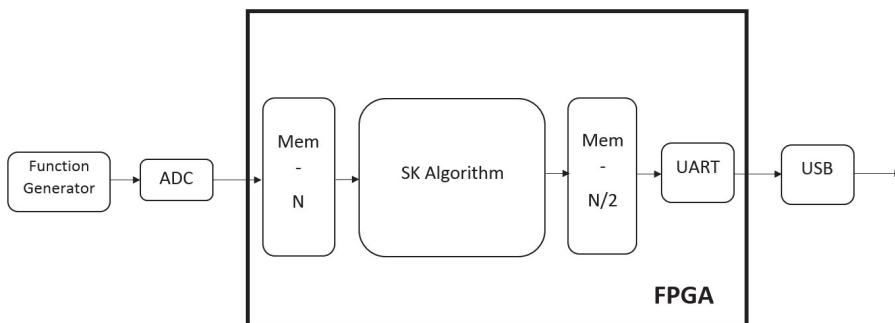 Function
Generator
ADC
Mem
-
N
SK Algorithm
Mem
-
N/2
UART
USB
FPGA